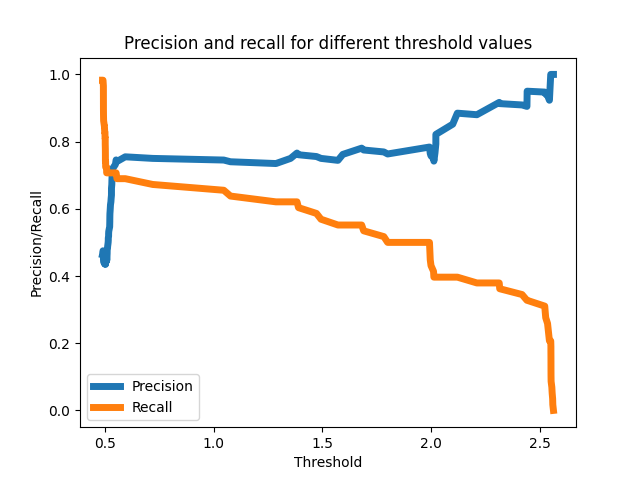 Precision and recall for different threshold values
1.0
0.8
0.6
0.4
0.2
0.0
Precision/Recall
Precision
Recall
0.5 1.0 1.5 2.0 2.5
Threshold